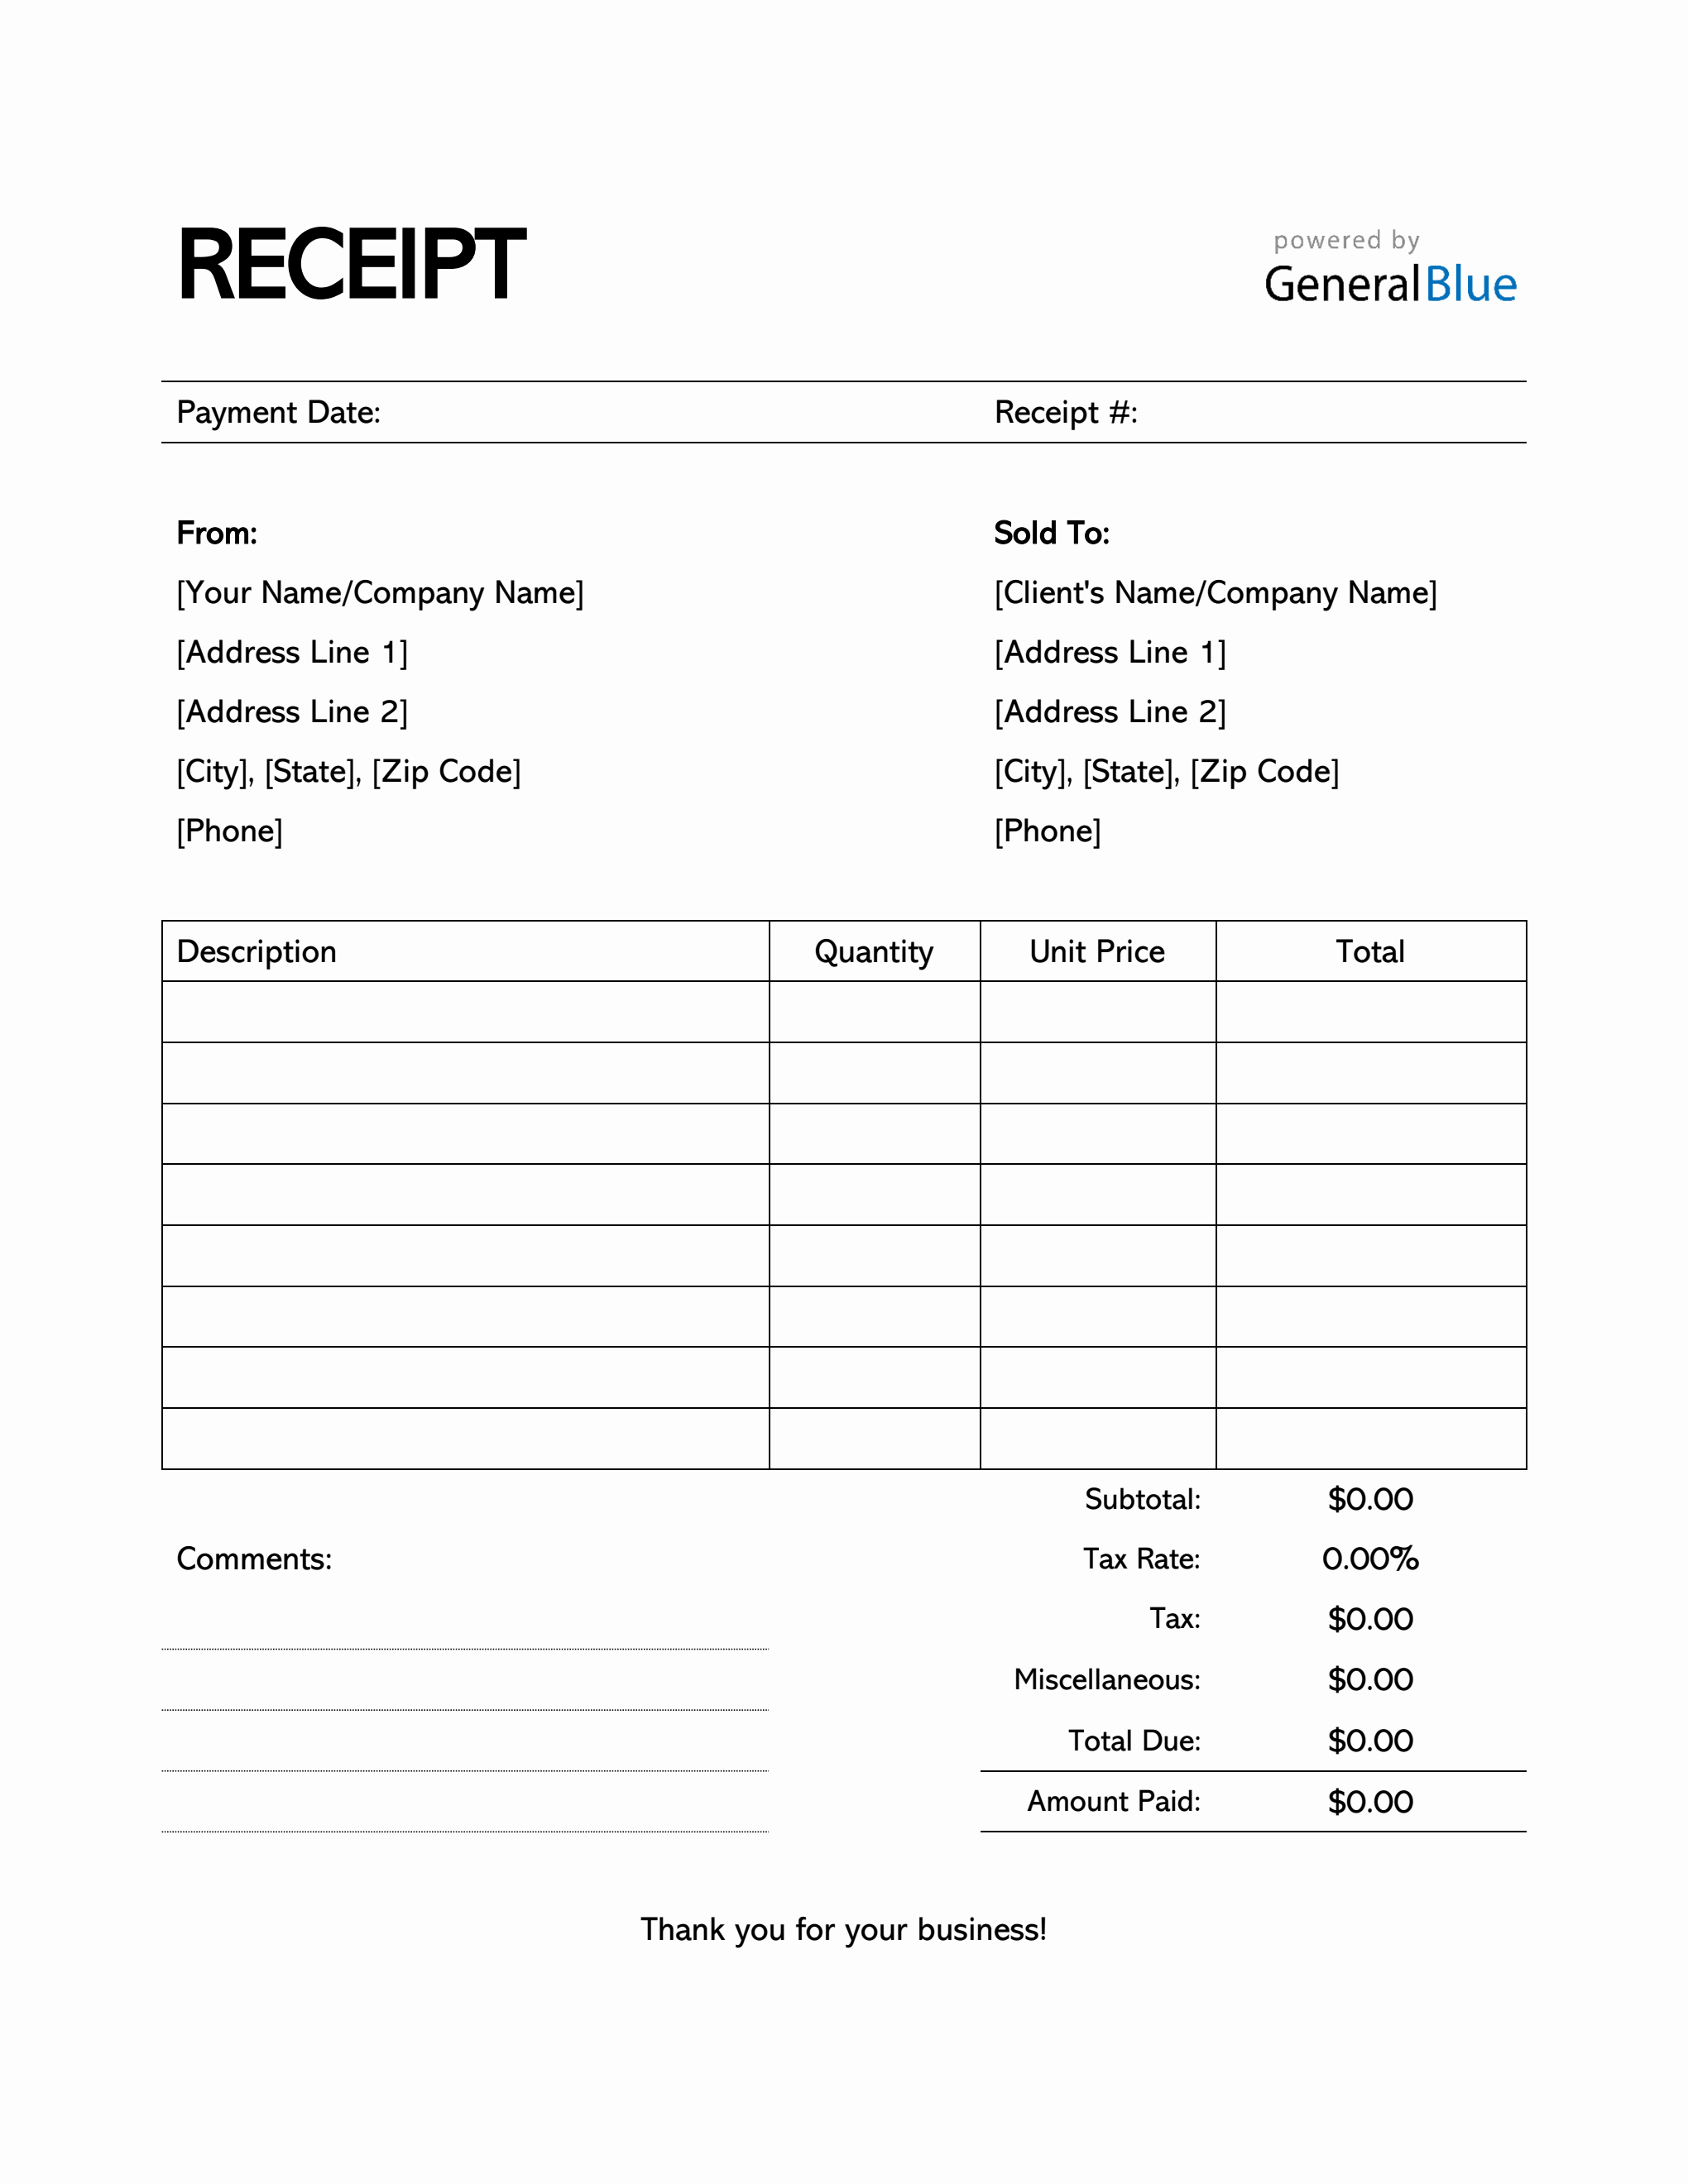 RECEIPT
powered by
GeneralBlue
Payment Date: Receipt #:
From: Sold To:
[Your Name/Company Name] [Client's Name/Company Name]
[Address Line 1] [Address Line 1]
[Address Line 2] [Address Line 2]
[City], [State], [Zip Code] [City], [State], [Zip Code]
[Phone] [Phone]
Description Quantity Unit Price Total
Subtotal: $0.00
Comments: Tax Rate: 0.00%
Tax: $0.00
Miscellaneous: $0.00
Total Due: $0.00
Amount Paid: $0.00
Thank you for your business!